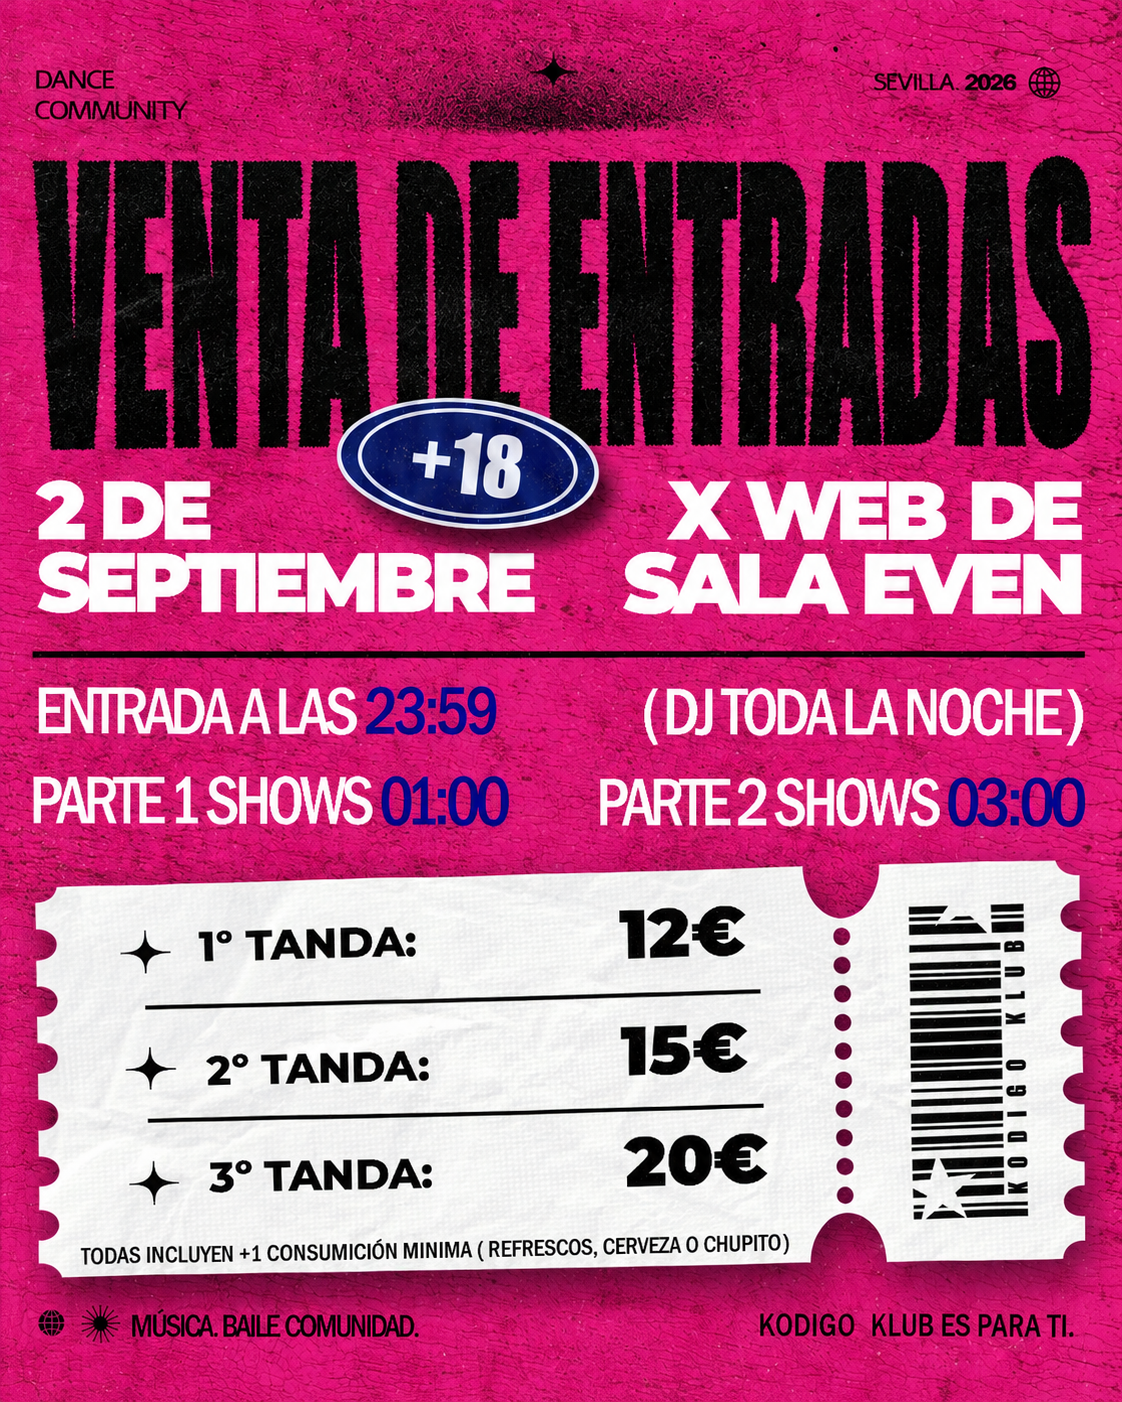 DANCE
COMMUNITY
SEVILLA. 2026
VENTA DE ENTRADAS
+18
2 DE
SEPTIEMBRE
X WEB DE
SALA EVEN
ENTRADA A LAS 23:59
( DJ TODA LA NOCHE )
PARTE 1 SHOWS 01:00
PARTE 2 SHOWS 03:00
1º TANDA: 12€
2º TANDA: 15€
3º TANDA: 20€
TODAS INCLUYEN +1 CONSUMICIÓN MINIMA ( REFRESCOS, CERVEZA O CHUPITO)
KODIGO KLUB
MÚSICA. BAILE COMUNIDAD.
KODIGO KLUB ES PARA TI.